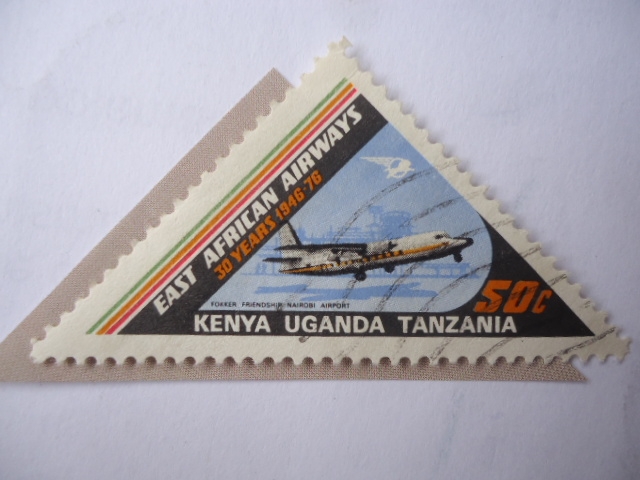 EAST AFRICAN AIRWAYS
30 YEARS 1946-76
FOKKER FRIENDSHIP NAIROBI AIRPORT
50c
KENYA UGANDA TANZANIA